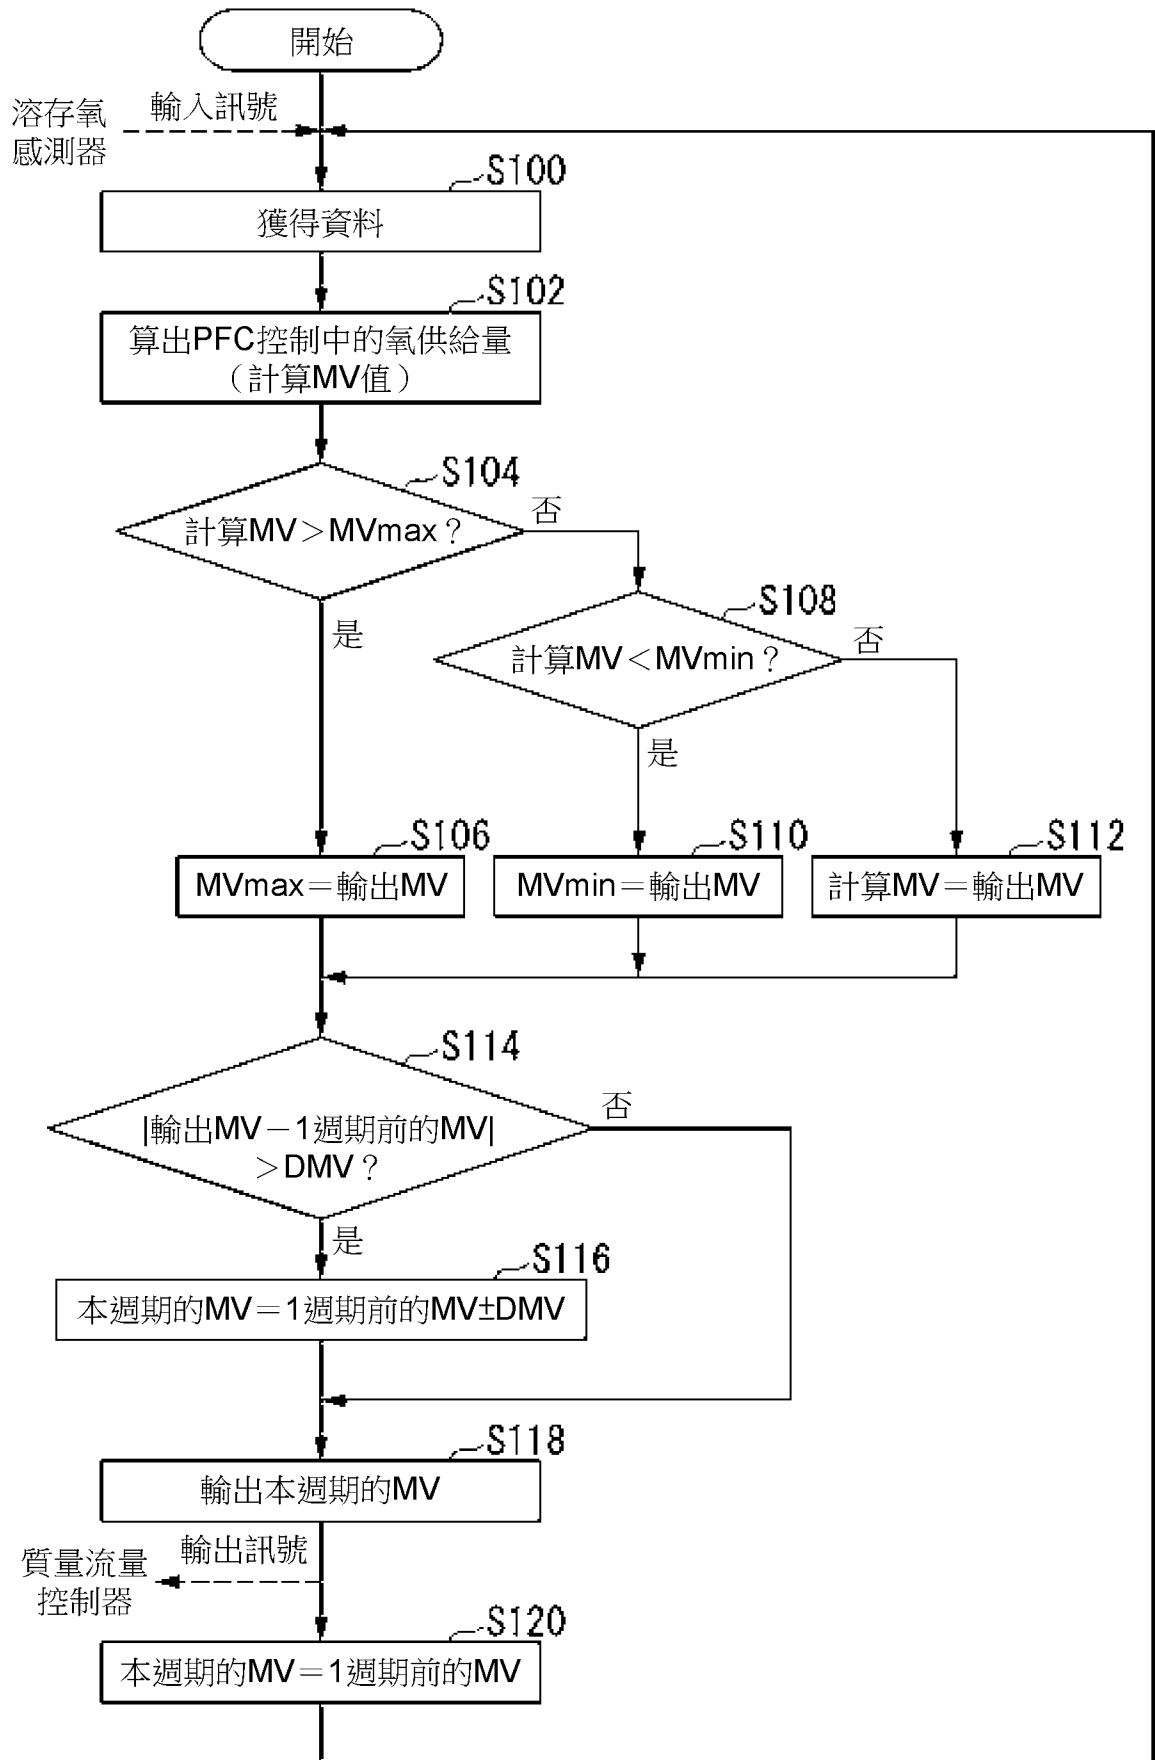 開始
輸入訊號
溶存氧
感測器
S100
獲得資料
S102
算出PFC控制中的氧供給量
（計算MV值）
S104
計算MV＞MVmax？
否
是
S108
計算MV＜MVmin？
否
是
S106
MVmax＝輸出MV
S110
MVmin＝輸出MV
S112
計算MV＝輸出MV
S114
|輸出MV－1週期前的MV|
＞DMV？
否
是
S116
本週期的MV＝1週期前的MV±DMV
S118
輸出本週期的MV
輸出訊號
質量流量
控制器
S120
本週期的MV＝1週期前的MV